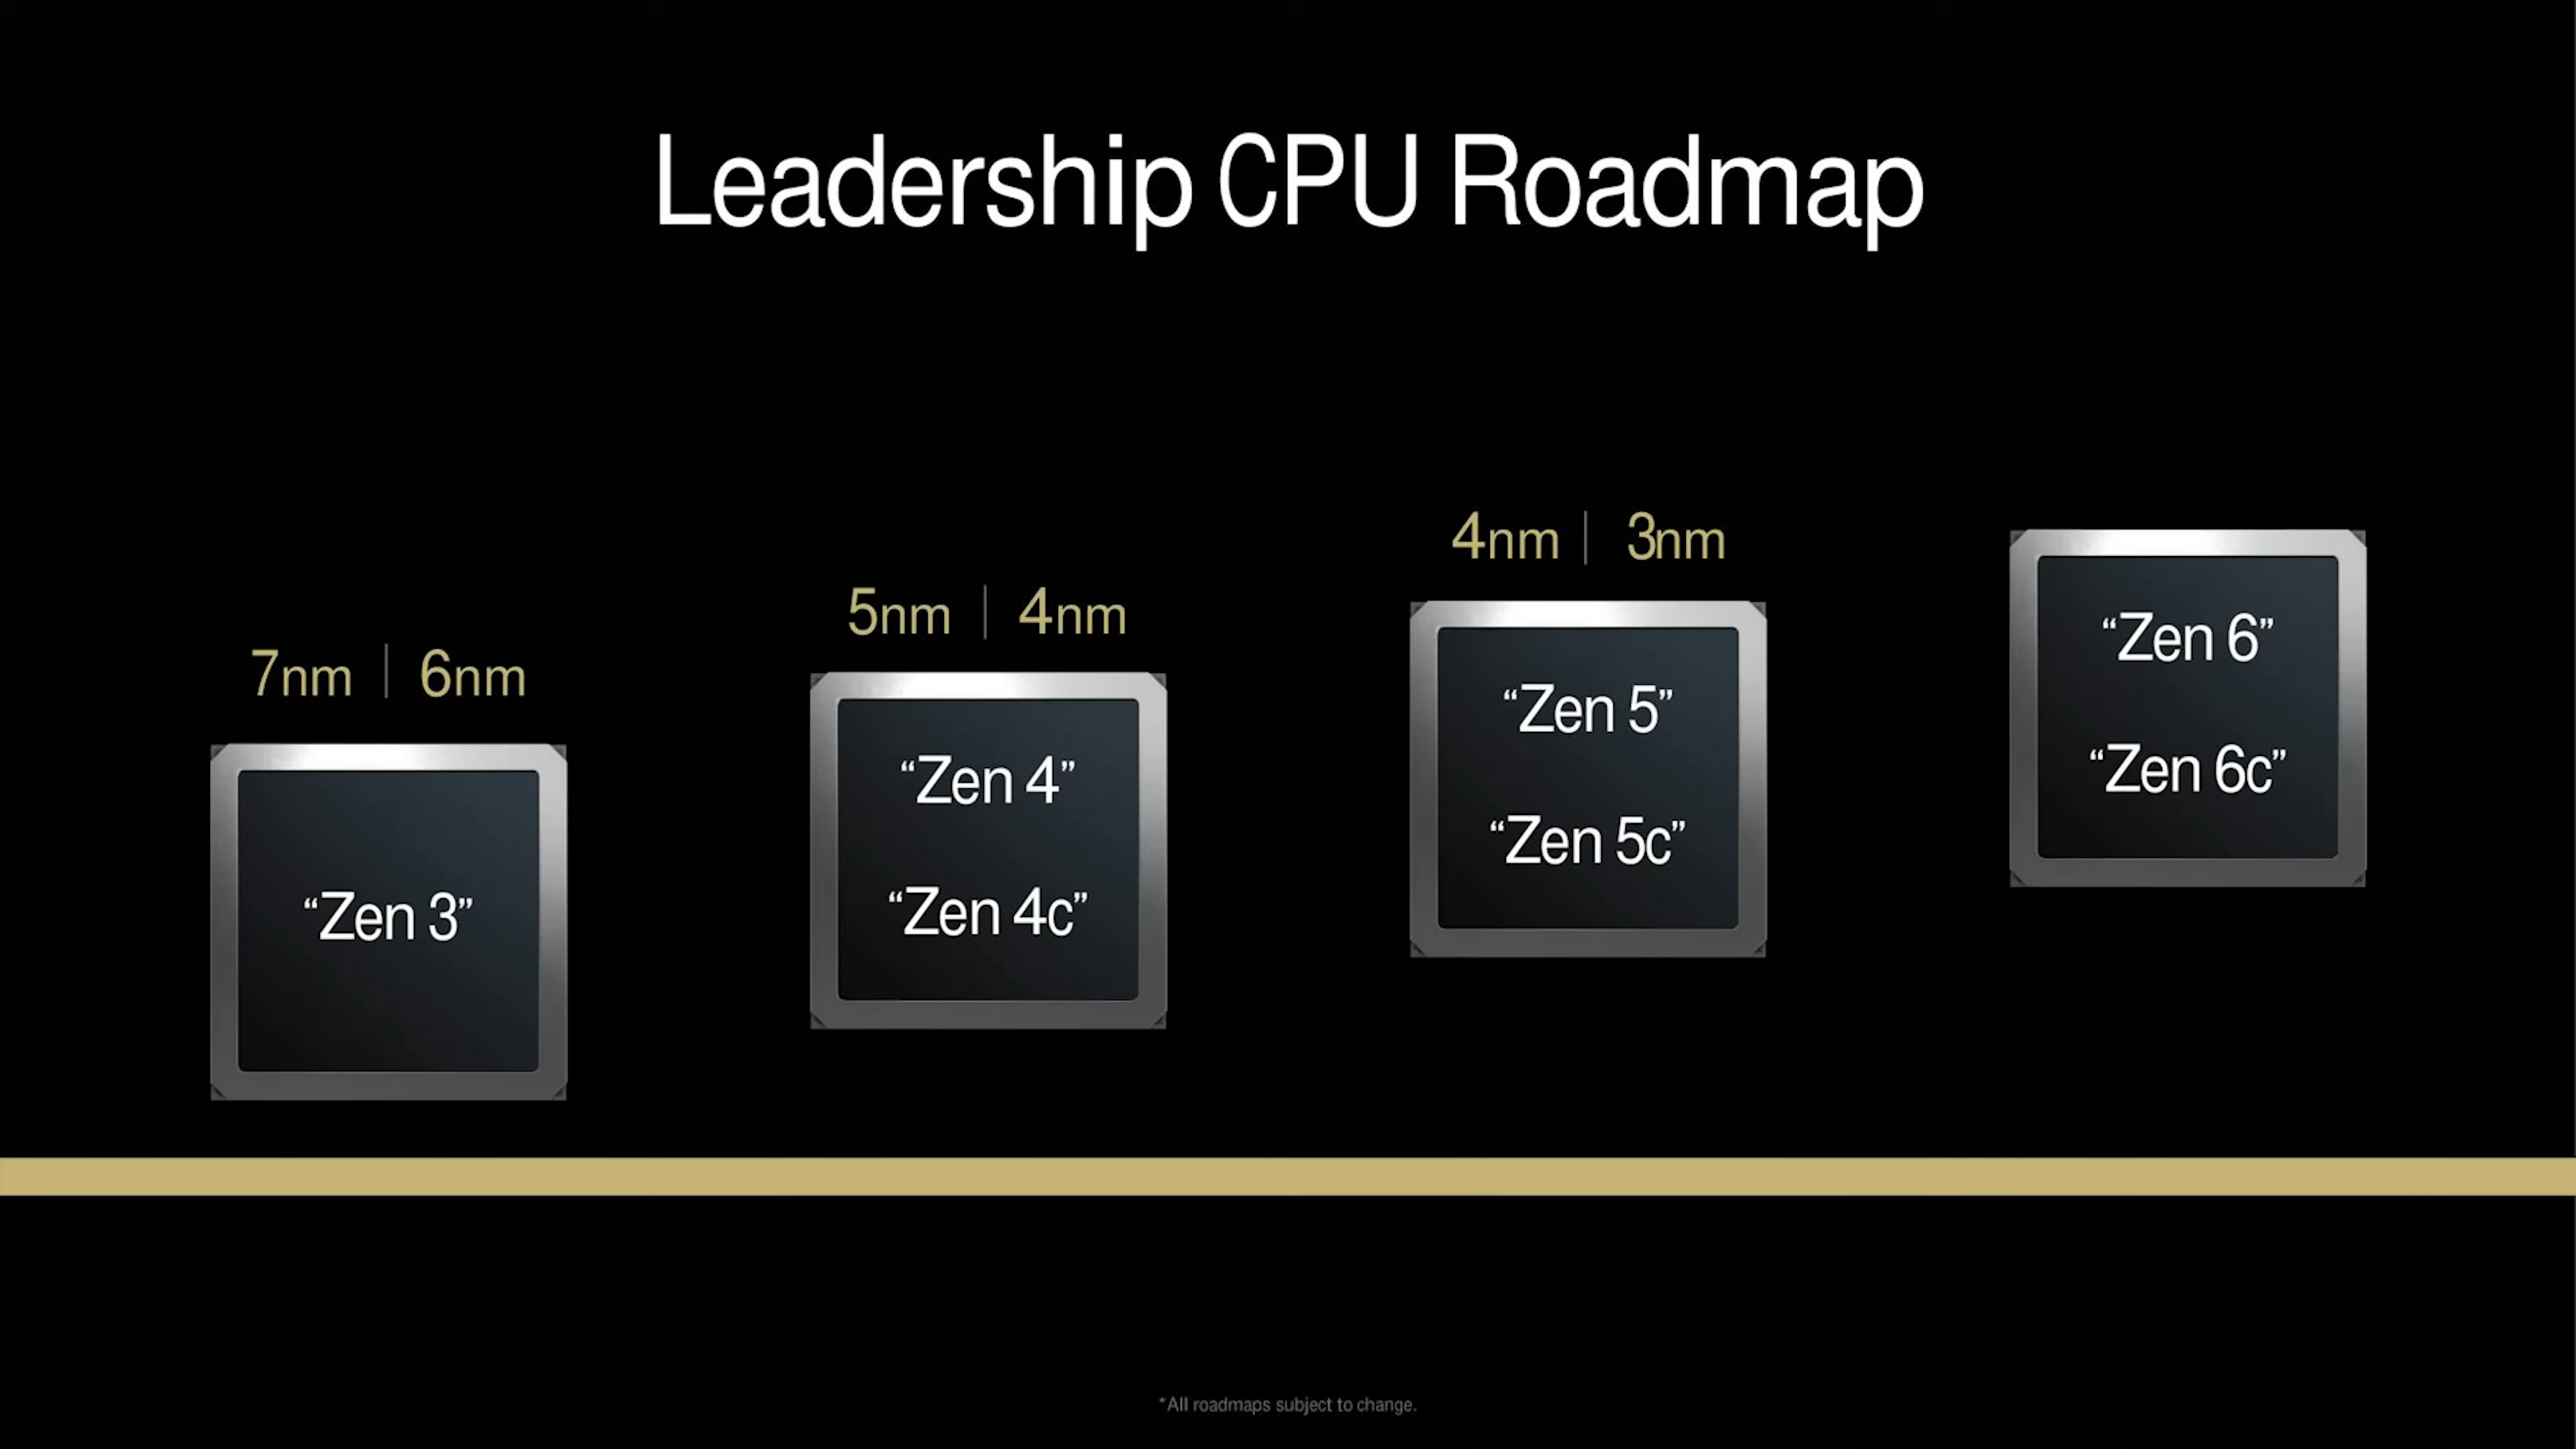 Leadership CPU Roadmap
7nm | 6nm
“Zen 3”
5nm | 4nm
“Zen 4”
“Zen 4c”
4nm | 3nm
“Zen 5”
“Zen 5c”
“Zen 6”
“Zen 6c”
*All roadmaps subject to change.